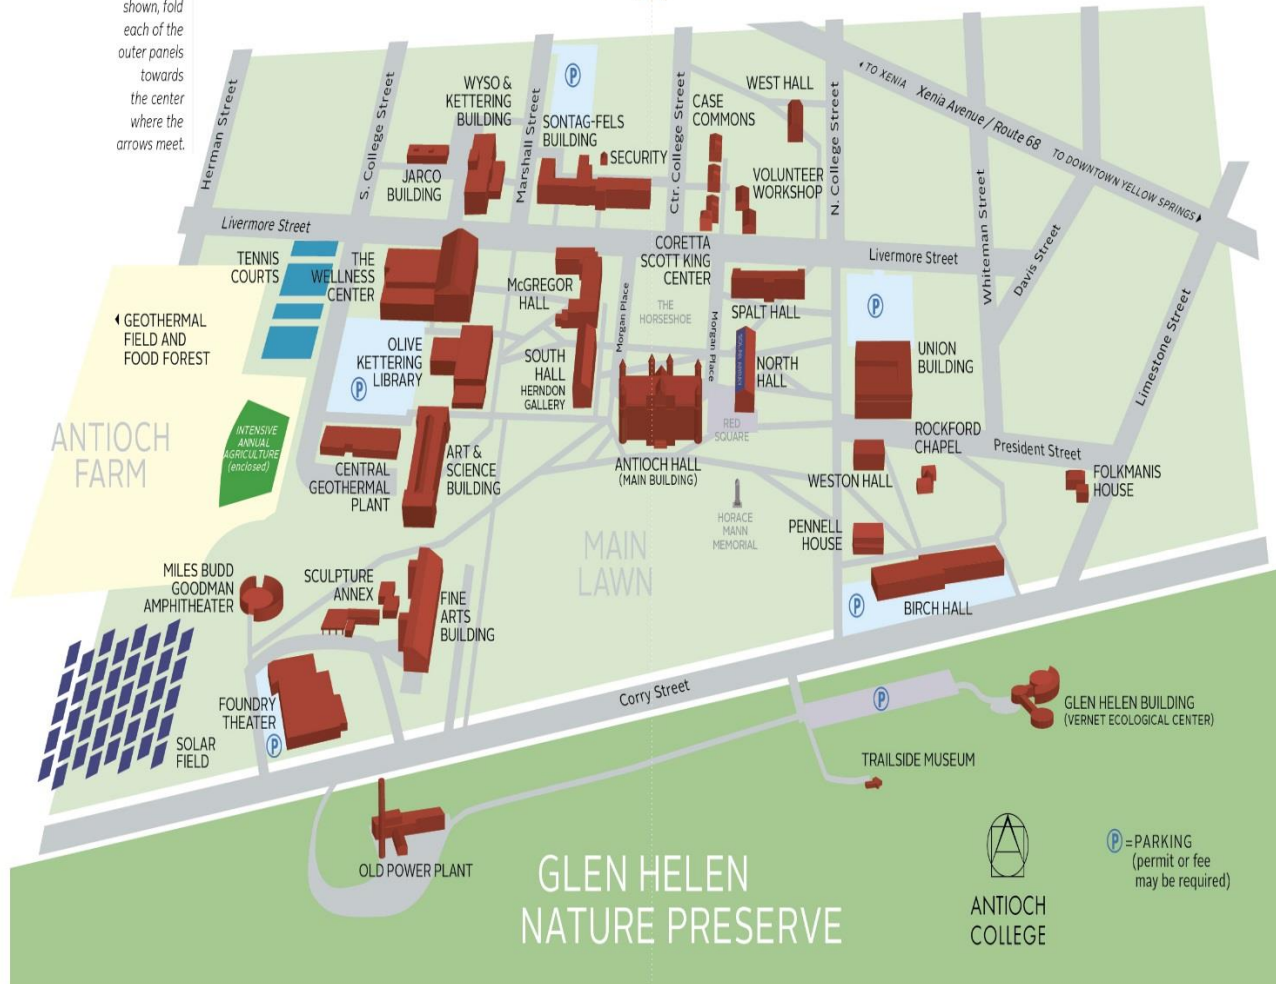 shown, fold
each of the
outer panels
towards
the center
where the
arrows meet.
Herman Street
S. College Street
WYSO &
KETTERING
BUILDING
Marshall Street
P
SONTAG-FELS
BUILDING
SECURITY
Ctr. College Street
CASE
COMMONS
WEST HALL
VOLUNTEER
WORKSHOP
N. College Street
TO XENIA
Xenia Avenue / Route 68
TO DOWNTOWN YELLOW SPRINGS
JARCO
BUILDING
Livermore Street
TENNIS
COURTS
THE
WELLNESS
CENTER
McGREGOR
HALL
CORETTA
SCOTT KING
CENTER
Livermore Street
Whiteman Street
Davis Street
Limestone Street
GEOTHERMAL
FIELD AND
FOOD FOREST
Morgan Place
THE
HORSESHOE
Morgan Place
SPALT HALL
P
OLIVE
KETTERING
LIBRARY
P
SOUTH
HALL
HERNDON
GALLERY
NORTH
HALL
UNION
BUILDING
ANTIOCH
FARM
INTENSIVE
ANNUAL
AGRICULTURE
(enclosed)
CENTRAL
GEOTHERMAL
PLANT
ART &
SCIENCE
BUILDING
ANTIOCH HALL
(MAIN BUILDING)
RED
SQUARE
ROCKFORD
CHAPEL
President Street
WESTON HALL
FOLKMANIS
HOUSE
HORACE
MANN
MEMORIAL
PENNELL
HOUSE
MAIN
LAWN
MILES BUDD
GOODMAN
AMPHITHEATER
SCULPTURE
ANNEX
FINE
ARTS
BUILDING
P
BIRCH HALL
FOUNDRY
THEATER
P
SOLAR
FIELD
Corry Street
P
GLEN HELEN BUILDING
(VERNET ECOLOGICAL CENTER)
TRAILSIDE MUSEUM
OLD POWER PLANT
GLEN HELEN
NATURE PRESERVE
ANTIOCH
COLLEGE
P =PARKING
(permit or fee
may be required)